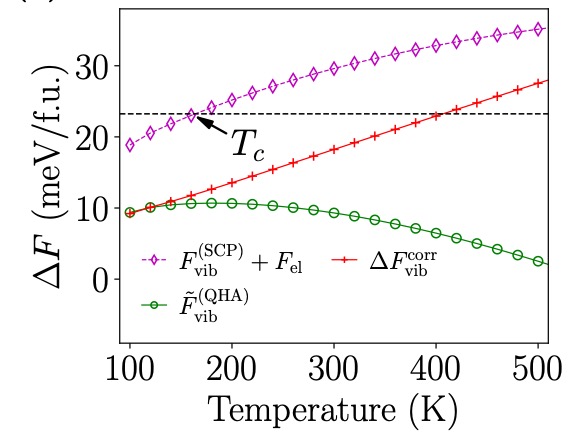 ΔF (meV/f.u.)
30
20
10
0
T_c
F_vib^(SCP) + F_el
ΔF_vib^corr
F̃_vib^(QHA)
100 200 300 400 500
Temperature (K)